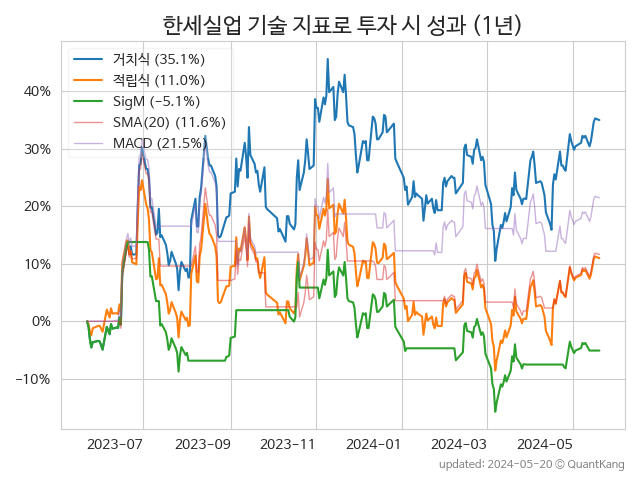 한세실업 기술 지표로 투자 시 성과 (1년)
거치식 (35.1%)
적립식 (11.0%)
SigM (−5.1%)
SMA(20) (11.6%)
MACD (21.5%)
40%
30%
20%
10%
0%
−10%
2023-07
2023-09
2023-11
2024-01
2024-03
2024-05
updated: 2024-05-20 © QuantKang